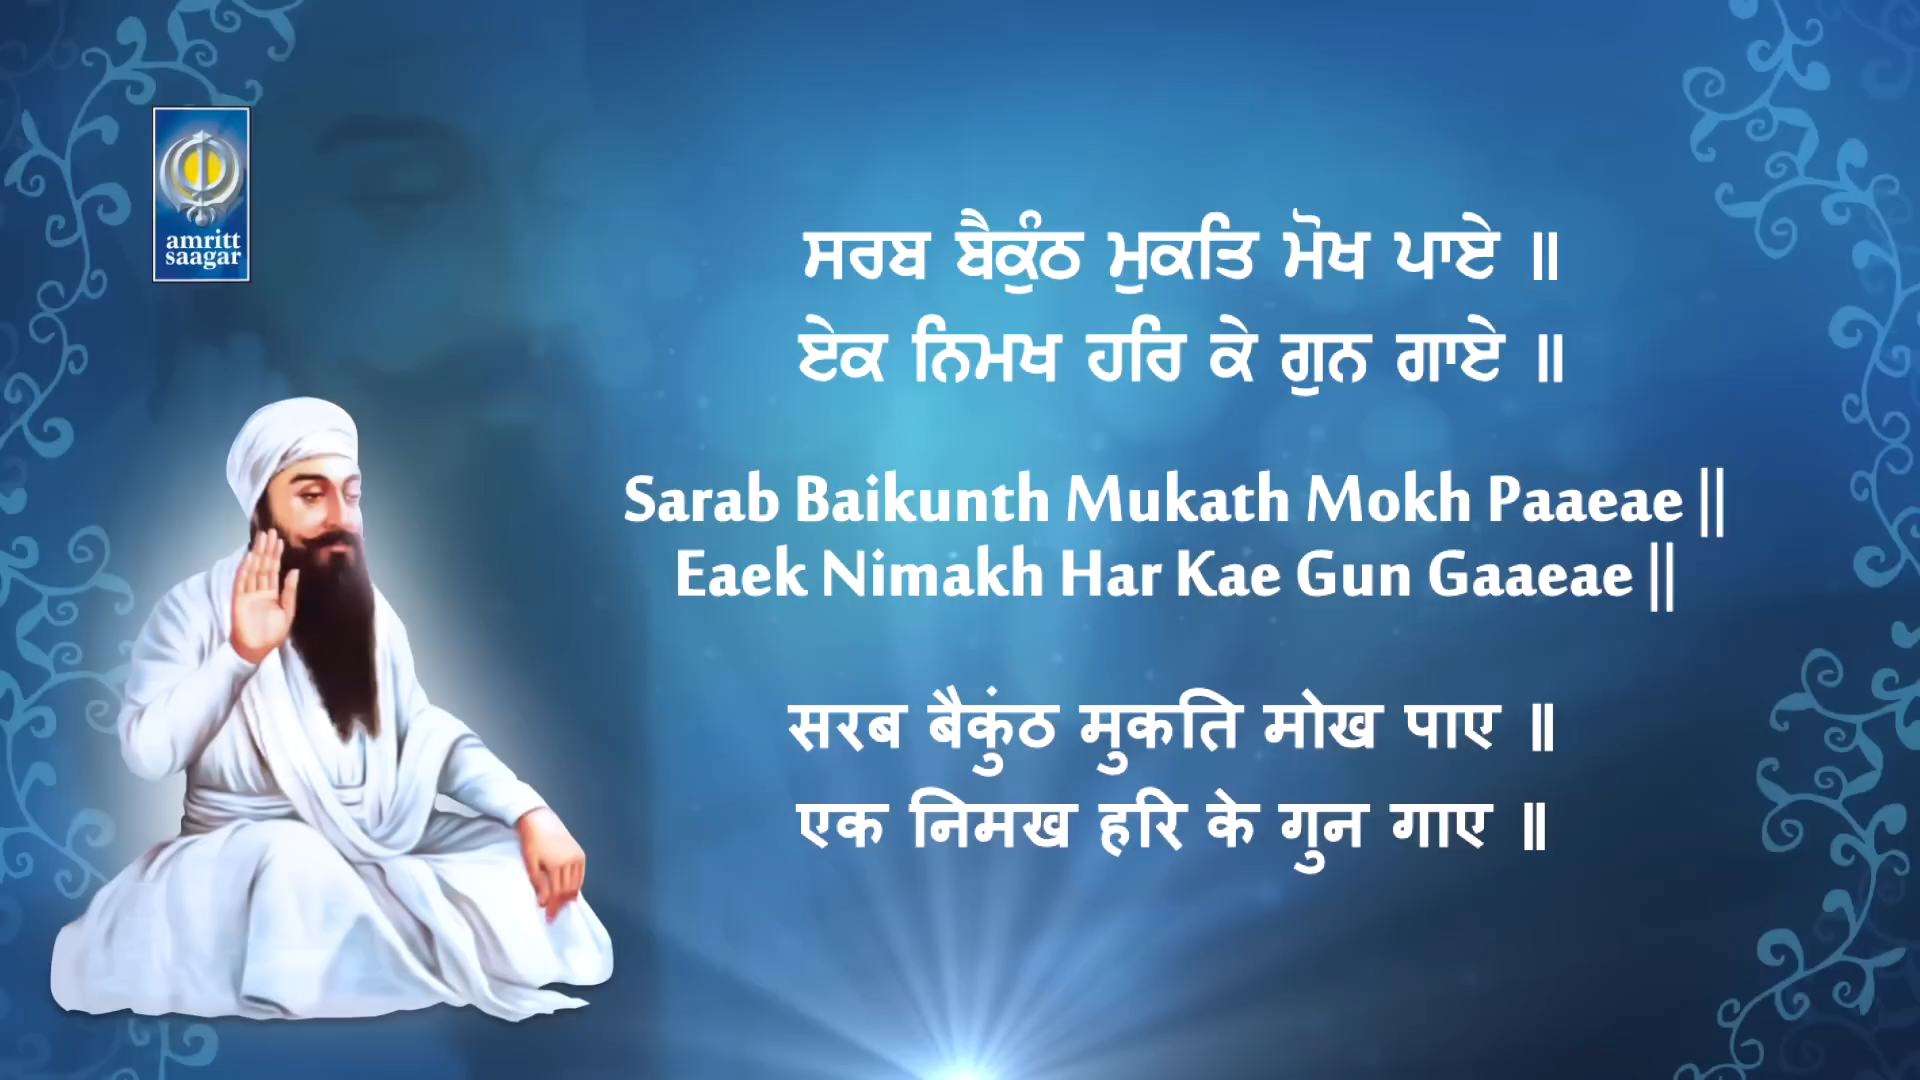 amritt
saagar
ਸਰਬ ਬੈਕੁੰਠ ਮੁਕਤਿ ਮੋਖ ਪਾਏ ॥
ਏਕ ਨਿਮਖ ਹਰਿ ਕੇ ਗੁਨ ਗਾਏ ॥
Sarab Baikunth Mukath Mokh Paaeae ||
Eaek Nimakh Har Kae Gun Gaaeae ||
सरब बैकुंठ मुकति मोख पाए ॥
एक निमख हरि के गुन गाए ॥